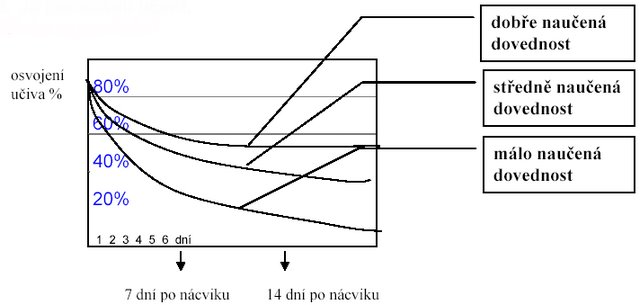 dobře naučená
dovednost
osvojení
učiva %
80%
středně naučená
dovednost
60%
málo naučená
dovednost
40%
20%
1 2 3 4 5 6 dní
7 dní po nácviku
14 dní po nácviku